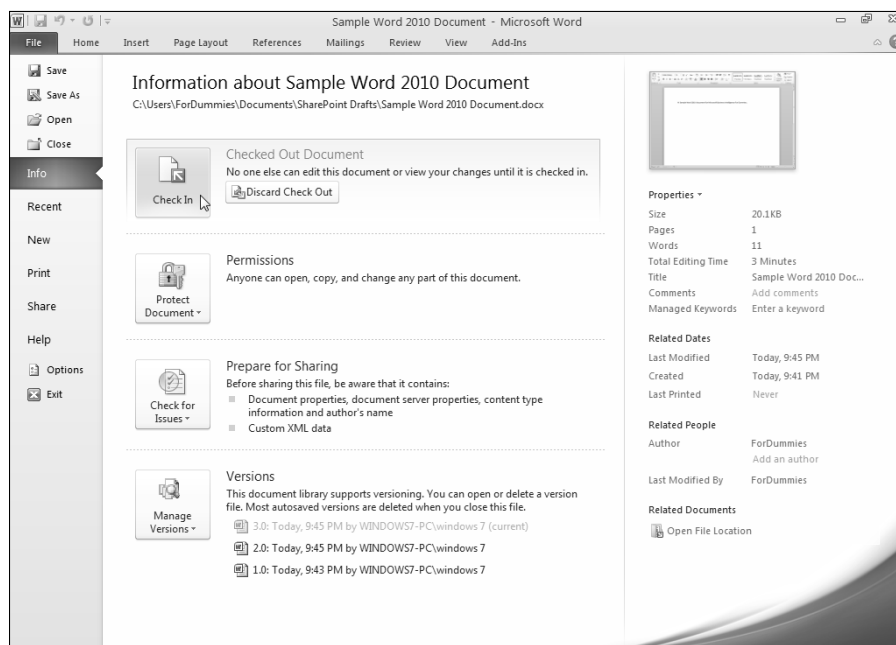 Sample Word 2010 Document - Microsoft Word
File Home Insert Page Layout References Mailings Review View Add-Ins
Save
Save As
Open
Close
Info
Recent
New
Print
Share
Help
Options
Exit
Information about Sample Word 2010 Document
C:\Users\ForDummies\Documents\SharePoint Drafts\Sample Word 2010 Document.docx
Check In
Checked Out Document
No one else can edit this document or view your changes until it is checked in.
Discard Check Out
Protect
Document
Permissions
Anyone can open, copy, and change any part of this document.
Check for
Issues
Prepare for Sharing
Before sharing this file, be aware that it contains:
Document properties, document server properties, content type
information and author's name
Custom XML data
Manage
Versions
Versions
This document library supports versioning. You can open or delete a version
file. Most autosaved versions are deleted when you close this file.
3.0: Today, 9:45 PM by WINDOWS7-PC\windows 7 (current)
2.0: Today, 9:45 PM by WINDOWS7-PC\windows 7
1.0: Today, 9:43 PM by WINDOWS7-PC\windows 7
Properties
Size 20.1KB
Pages 1
Words 11
Total Editing Time 3 Minutes
Title Sample Word 2010 Doc...
Comments Add comments
Managed Keywords Enter a keyword
Related Dates
Last Modified Today, 9:45 PM
Created Today, 9:41 PM
Last Printed Never
Related People
Author ForDummies
Add an author
Last Modified By ForDummies
Related Documents
Open File Location